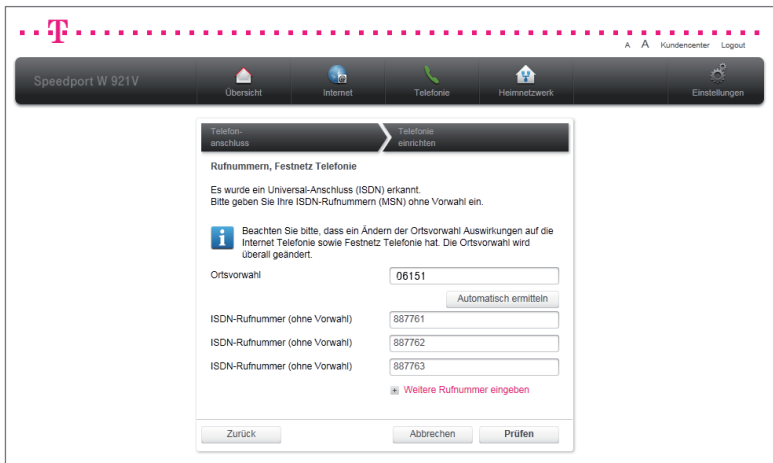 T
A A Kundencenter Logout
Speedport W 921V
Übersicht Internet Telefonie Heimnetzwerk Einstellungen
Telefon-
anschluss
Telefonie
einrichten
Rufnummern, Festnetz Telefonie
Es wurde ein Universal-Anschluss (ISDN) erkannt.
Bitte geben Sie Ihre ISDN-Rufnummern (MSN) ohne Vorwahl ein.
Beachten Sie bitte, dass ein Ändern der Ortsvorwahl Auswirkungen auf die
Internet Telefonie sowie Festnetz Telefonie hat. Die Ortsvorwahl wird
überall geändert.
Ortsvorwahl 06151
Automatisch ermitteln
ISDN-Rufnummer (ohne Vorwahl) 887761
ISDN-Rufnummer (ohne Vorwahl) 887762
ISDN-Rufnummer (ohne Vorwahl) 887763
Weitere Rufnummer eingeben
Zurück Abbrechen Prüfen